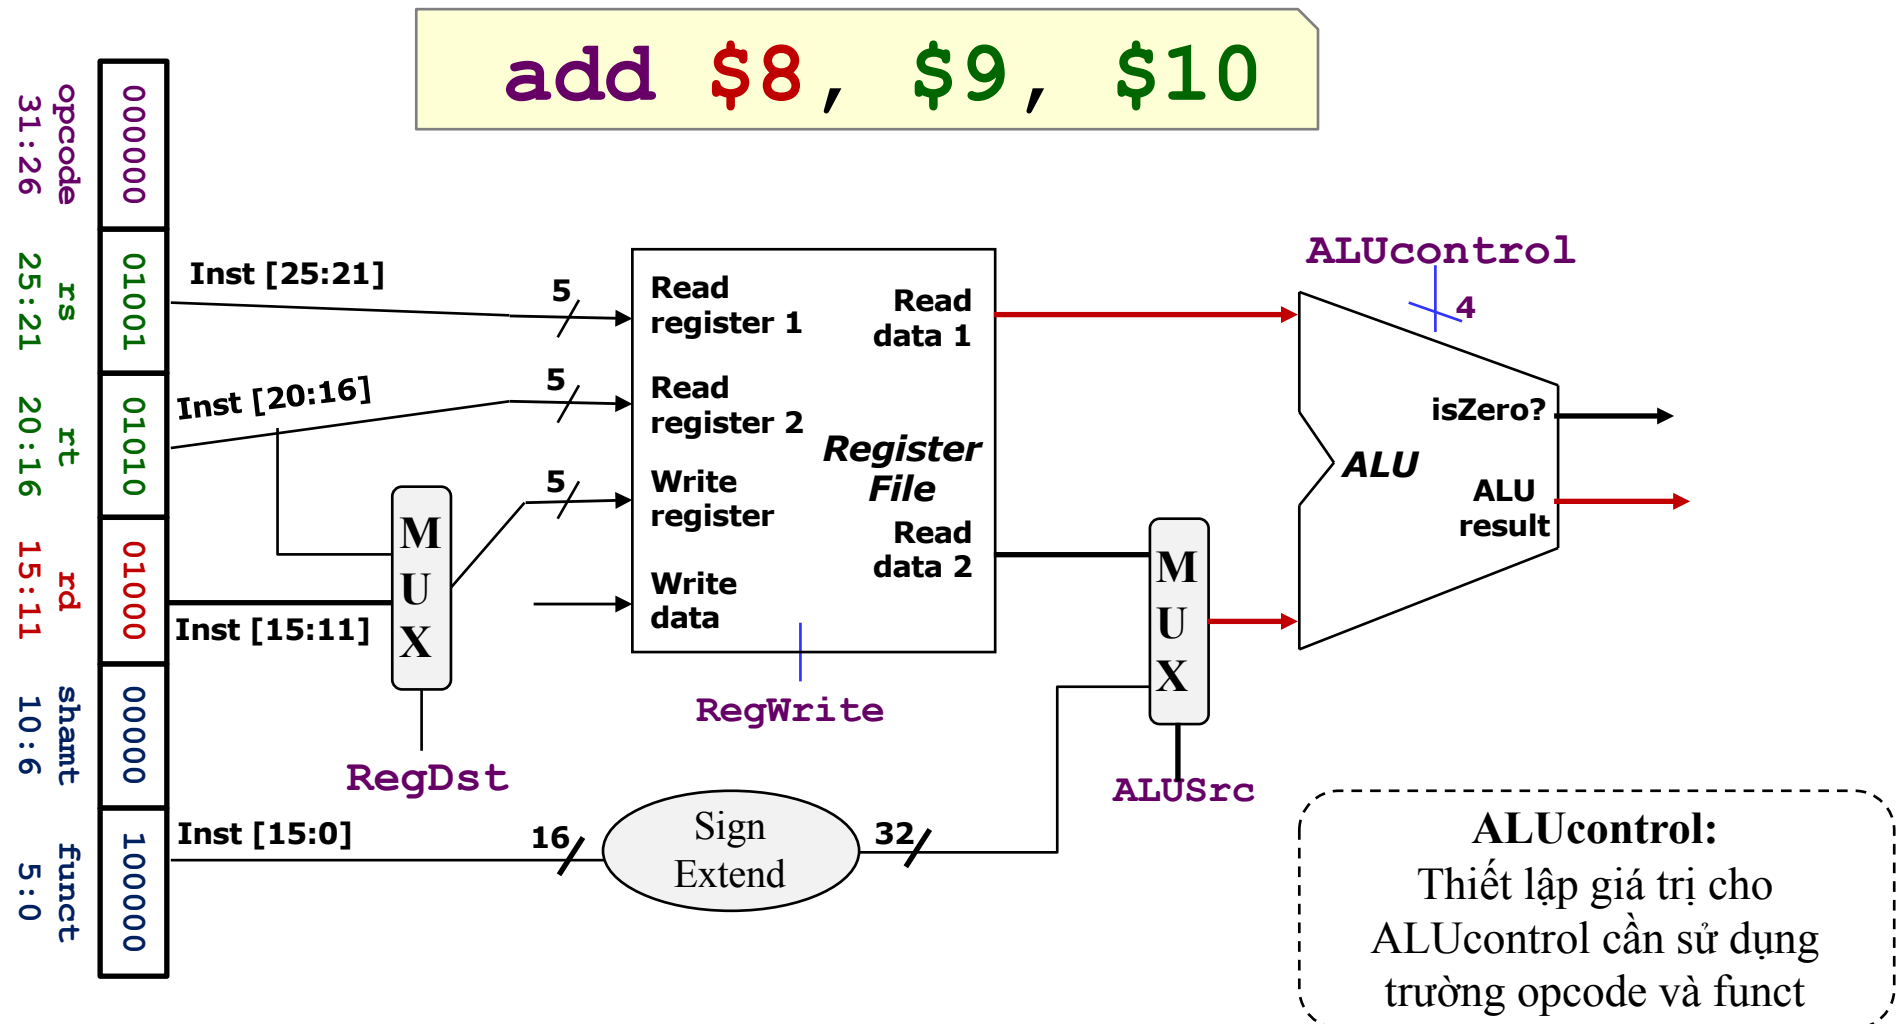 add $8, $9, $10
opcode
31:26
000000
rs
25:21
01001
rt
20:16
01010
rd
15:11
01000
shamt
10:6
00000
funct
5:0
100000
Inst [25:21]
5
Inst [20:16]
5
5
Inst [15:11]
M
U
X
RegDst
Inst [15:0]
16
Sign
Extend
32
Read
register 1
Read
register 2
Write
register
Write
data
Read
data 1
Register
File
Read
data 2
RegWrite
M
U
X
ALUSrc
ALUcontrol
4
isZero?
ALU
ALU
result
ALUcontrol:
Thiết lập giá trị cho
ALUcontrol cần sử dụng
trường opcode và funct